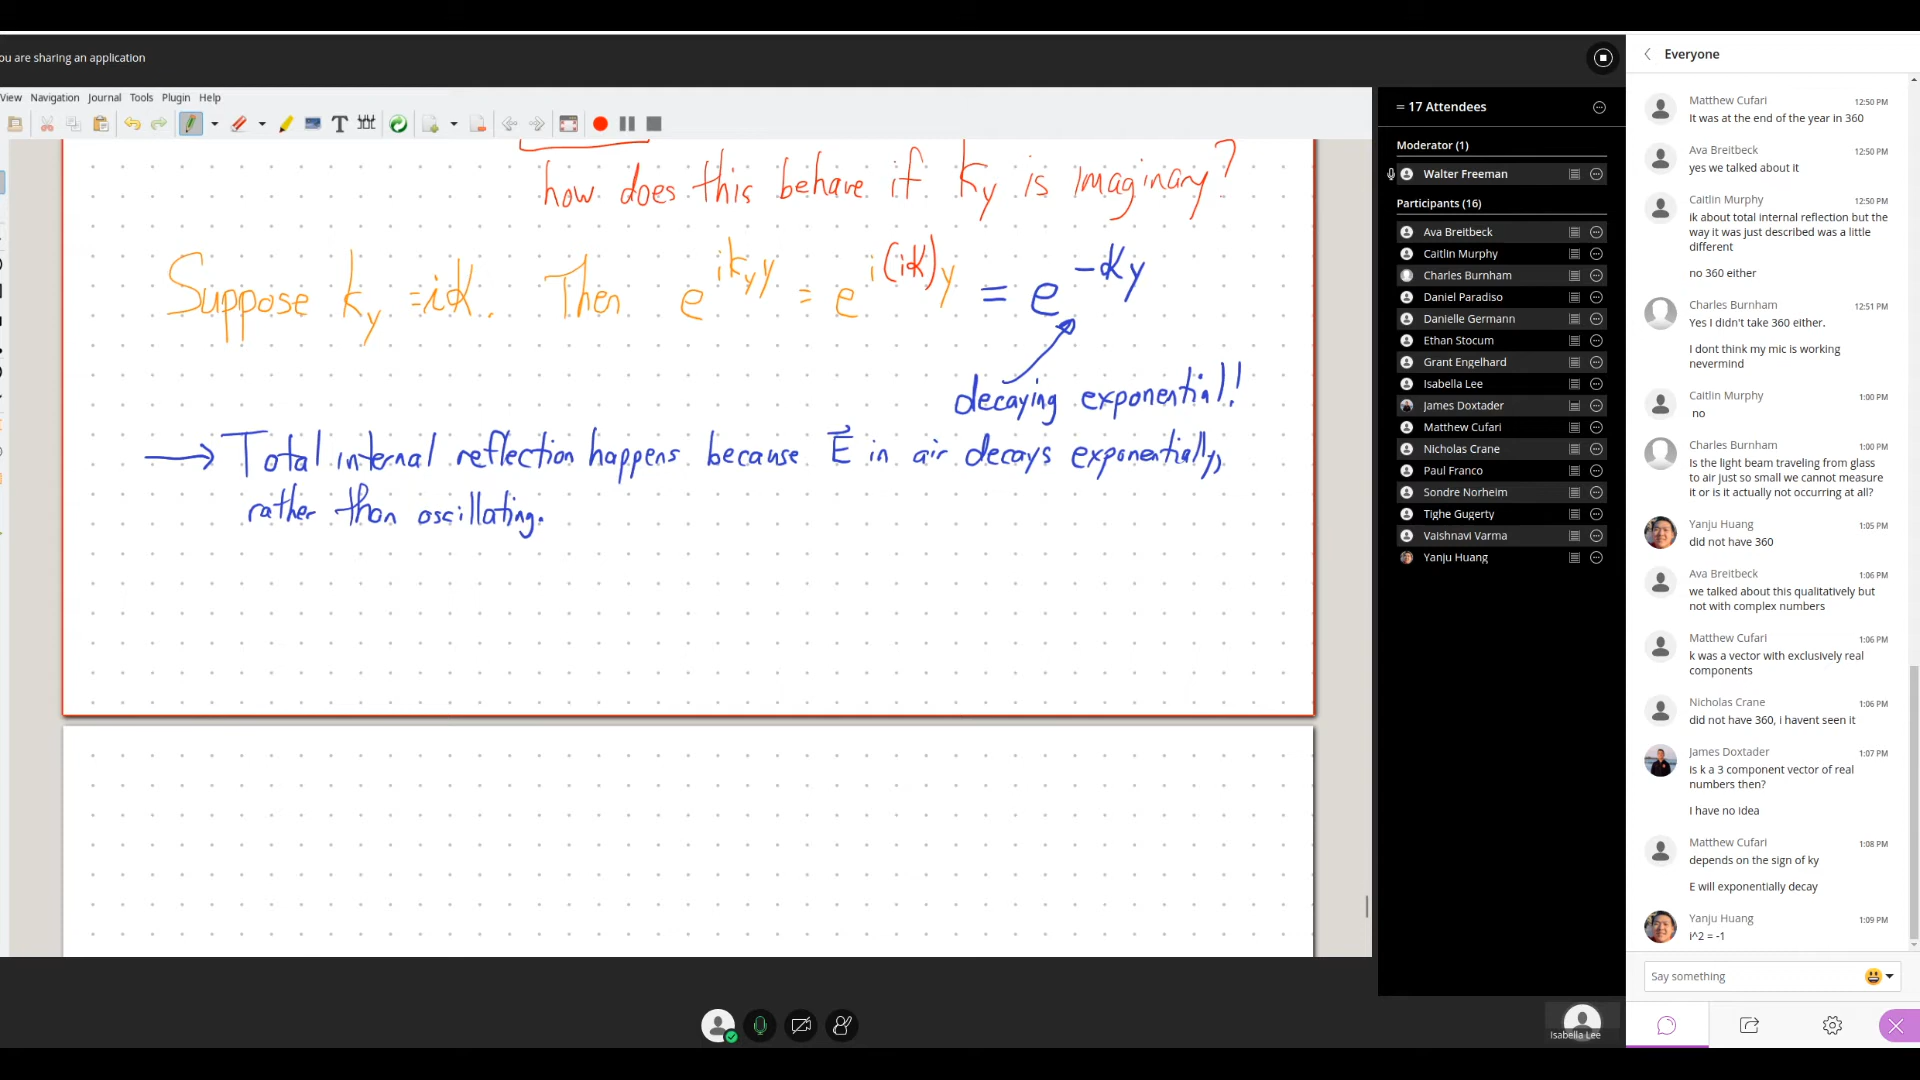 ou are sharing an application
View Navigation Journal Tools Plugin Help
how does this behave if ky is imaginary?
Suppose ky = iK. Then e^ikyy = e^i(iK)y = e^-Ky
decaying exponential!
→ Total internal reflection happens because E⃗ in air decays exponentially,
rather than oscillating.
17 Attendees
Moderator (1)
Walter Freeman
Participants (16)
Ava Breitbeck
Caitlin Murphy
Charles Burnham
Daniel Paradiso
Danielle Germann
Ethan Stocum
Grant Engelhard
Isabella Lee
James Doxtader
Matthew Cufari
Nicholas Crane
Paul Franco
Sondre Norheim
Tighe Gugerty
Vaishnavi Varma
Yanju Huang
Isabella Lee
Everyone
Matthew Cufari 12:50 PM
It was at the end of the year in 360
Ava Breitbeck 12:50 PM
yes we talked about it
Caitlin Murphy 12:50 PM
ik about total internal reflection but the
way it was just described was a little
different
no 360 either
Charles Burnham 12:51 PM
Yes I didn't take 360 either.
I dont think my mic is working
nevermind
Caitlin Murphy 1:00 PM
no
Charles Burnham 1:00 PM
Is the light beam traveling from glass
to air just so small we cannot measure
it or is it actually not occurring at all?
Yanju Huang 1:05 PM
did not have 360
Ava Breitbeck 1:06 PM
we talked about this qualitatively but
not with complex numbers
Matthew Cufari 1:06 PM
k was a vector with exclusively real
components
Nicholas Crane 1:06 PM
did not have 360, i havent seen it
James Doxtader 1:07 PM
is k a 3 component vector of real
numbers then?
I have no idea
Matthew Cufari 1:08 PM
depends on the sign of ky
E will exponentially decay
Yanju Huang 1:09 PM
i^2 = -1
Say something